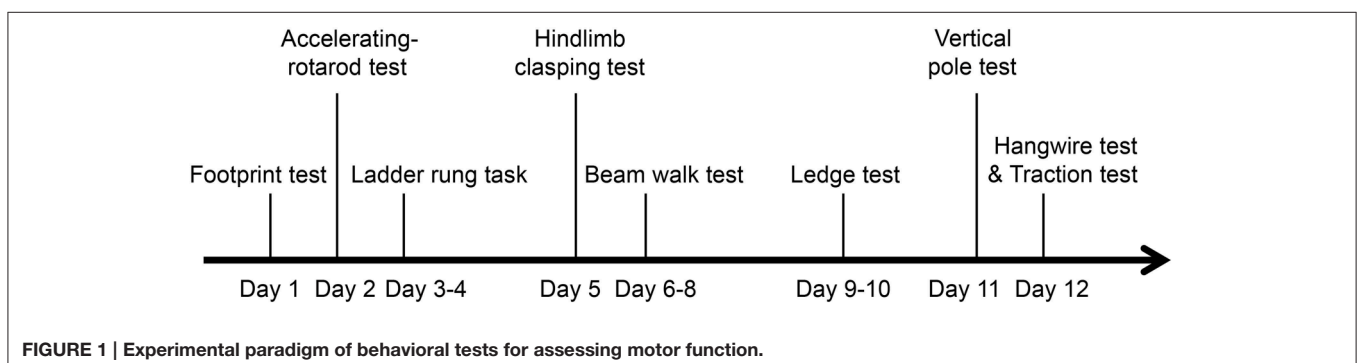 Accelerating-
rotarod test
Hindlimb
clasping test
Vertical
pole test
Footprint test
Ladder rung task
Beam walk test
Ledge test
Hangwire test
& Traction test
Day 1
Day 2
Day 3-4
Day 5
Day 6-8
Day 9-10
Day 11
Day 12
FIGURE 1 | Experimental paradigm of behavioral tests for assessing motor function.